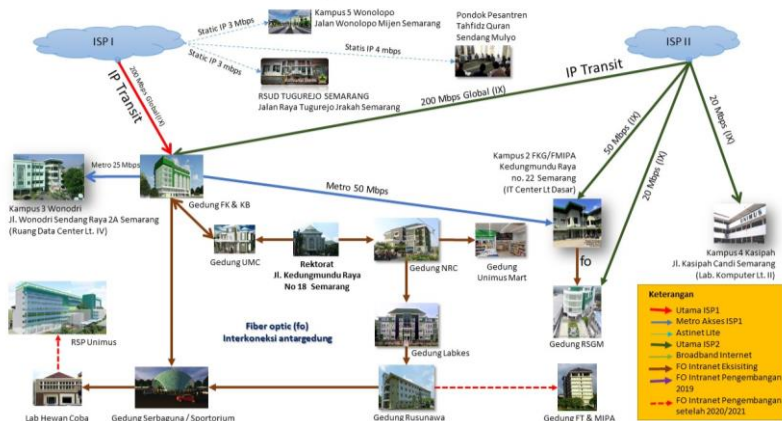 ISP I
Static IP 3 Mbps
Kampus 5 Wonolopo
Jalan Wonolopo Mijen Semarang
Statis IP 4 mbps
Pondok Pesantren
Tahfidz Quran
Sendang Mulyo
Static IP 3 mbps
RSUD TUGUREJO SEMARANG
Jalan Raya Tugurejo Jrakah Semarang
ISP II
IP Transit
200 Mbps Global(IX)
IP Transit
200 Mbps Global (IX)
50 Mbps (IX)
20 Mbps (IX)
20 Mbps (IX)
Metro 25 Mbps
Kampus 3 Wonodri
Jl. Wonodri Sendang Raya 2A Semarang
(Ruang Data Center Lt. IV)
Gedung FK & KB
Metro 50 Mbps
Kampus 2 FKG/FMIPA
Kedungmundu Raya
no. 22 Semarang
(IT Center Lt Dasar)
UNIMUS
Kampus 4 Kasipah
Jl. Kasipah Candi Semarang
(Lab. Komputer Lt. II)
Gedung UMC
Rektorat
Jl. Kedungmundu Raya
No 18 Semarang
Gedung NRC
Gedung
Unimus Mart
fo
Gedung RSGM
RSP Unimus
Fiber optic (fo)
Interkoneksi antargedung
Gedung Labkes
Lab Hewan Coba
Gedung Serbaguna / Sportorium
Gedung Rusunawa
Gedung FT & MIPA
Keterangan
Utama ISP1
Metro Akses ISP1
Astinet Lite
Utama ISP2
Broadband Internet
FO Intranet Eksisiting
FO Intranet Pengembangan
2019
FO Intranet Pengembangan
setelah 2020/2021